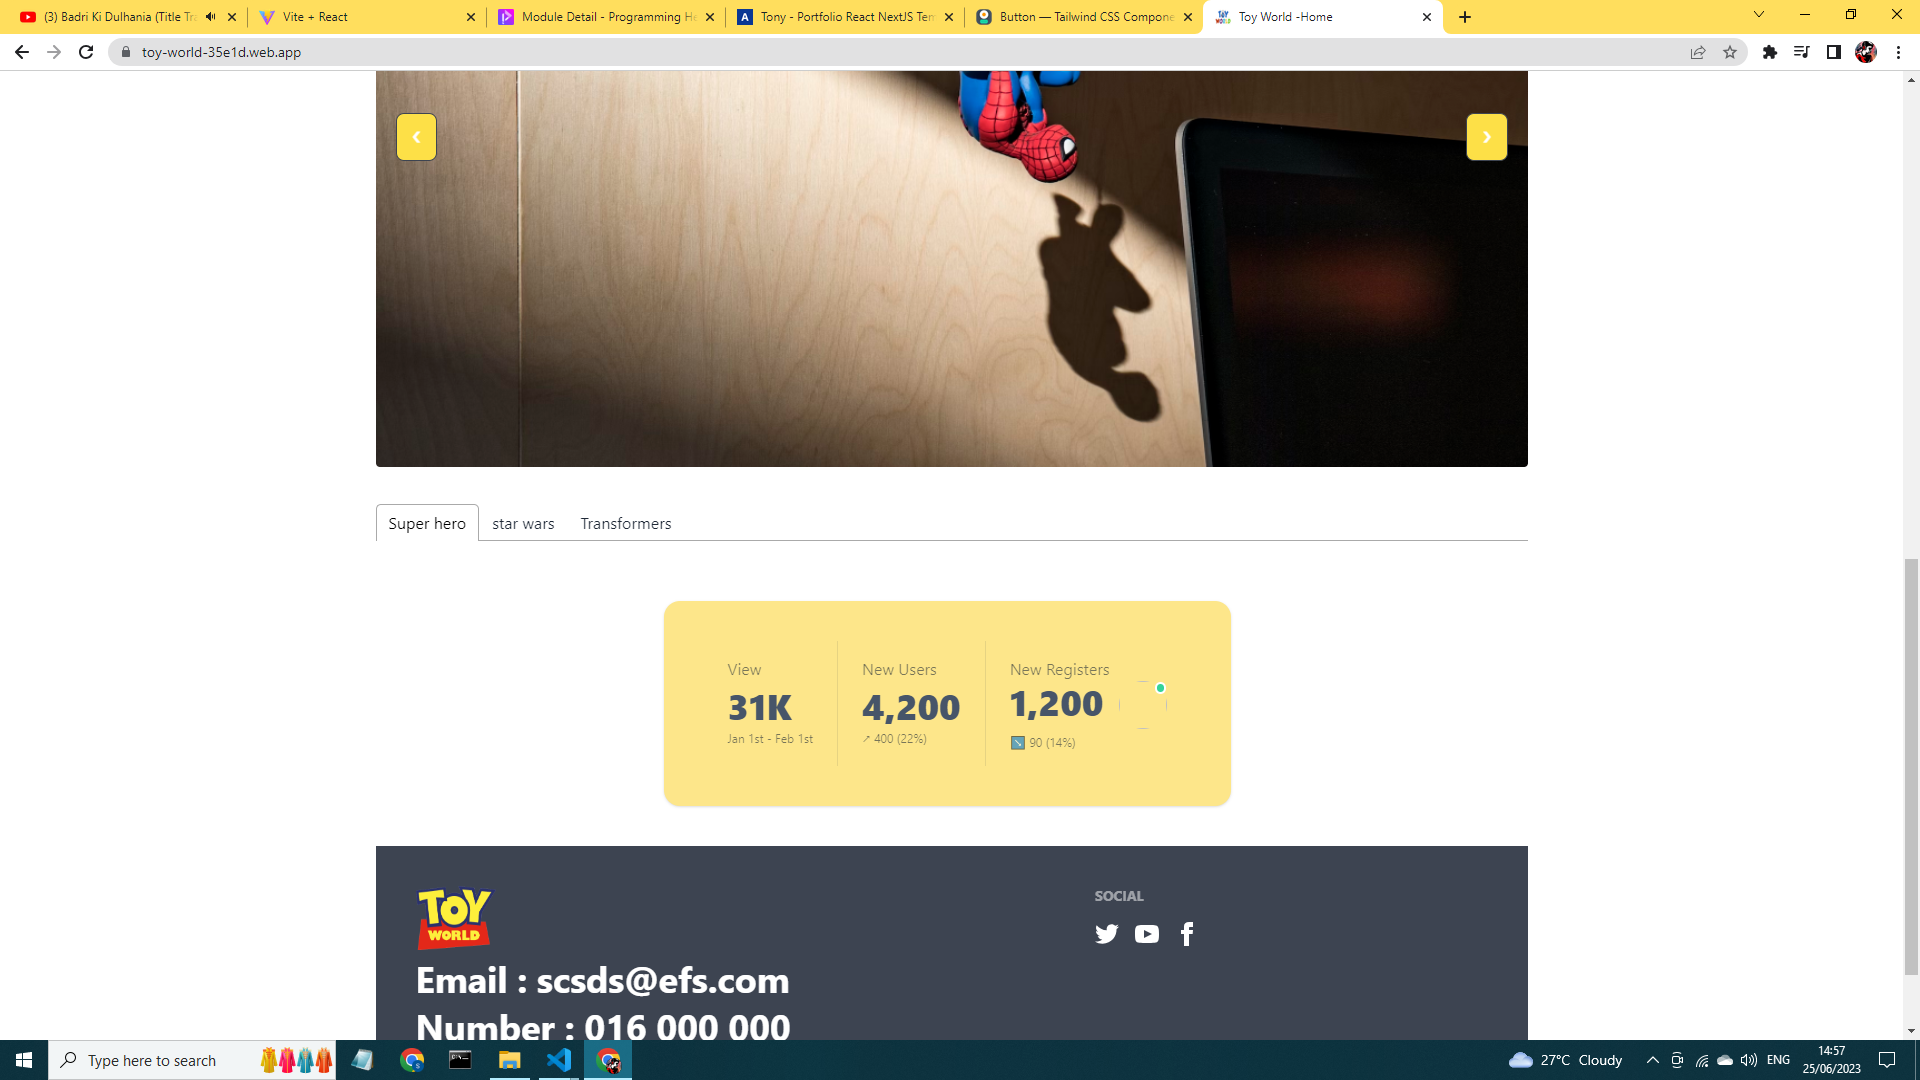 (3) Badri Ki Dulhania (Title Tra
Vite + React
Module Detail - Programming He
Tony - Portfolio React NextJS Tem
Button — Tailwind CSS Compone
Toy World -Home
toy-world-35e1d.web.app
Super hero
star wars
Transformers
View
31K
Jan 1st - Feb 1st
New Users
4,200
↗ 400 (22%)
New Registers
1,200
90 (14%)
TOY
WORLD
SOCIAL
Email : scsds@efs.com
Number : 016 000 000
Type here to search
27°C Cloudy
ENG
14:57
25/06/2023